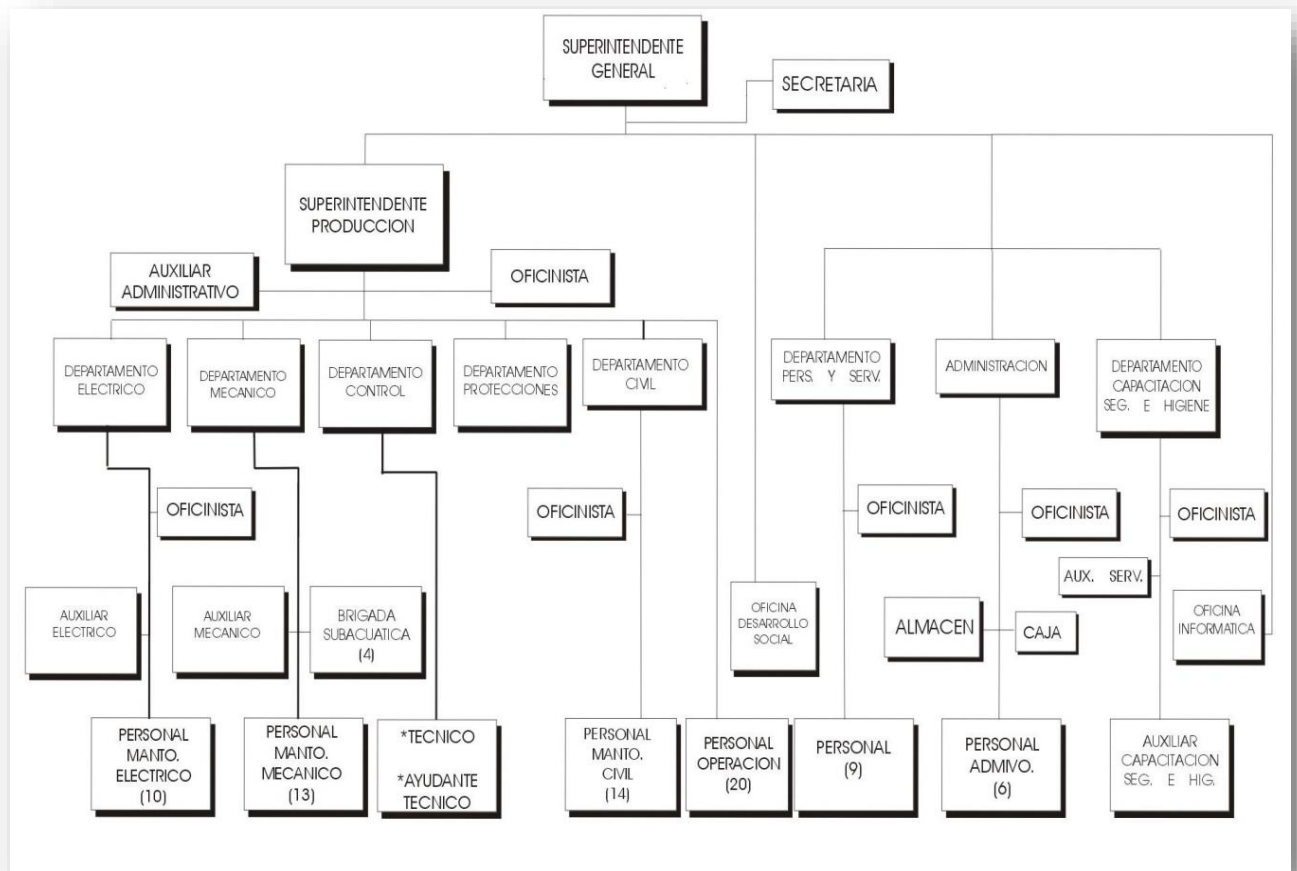 SUPERINTENDENTE
GENERAL
SECRETARIA
SUPERINTENDENTE
PRODUCCION
AUXILIAR
ADMINISTRATIVO
OFICINISTA
DEPARTAMENTO
ELECTRICO
DEPARTAMENTO
MECANICO
DEPARTAMENTO
CONTROL
DEPARTAMENTO
PROTECCIONES
DEPARTAMENTO
CIVIL
DEPARTAMENTO
PERS. Y SERV.
ADMINISTRACION
DEPARTAMENTO
CAPACITACION
SEG. E HIGIENE
OFICINISTA
OFICINISTA
OFICINISTA
OFICINISTA
OFICINISTA
AUX. SERV.
AUXILIAR
ELECTRICO
AUXILIAR
MECANICO
BRIGADA
SUBACUATICA
(4)
OFICINA
DESARROLLO
SOCIAL
ALMACEN
CAJA
OFICINA
INFORMATICA
PERSONAL
MANTO.
ELECTRICO
(10)
PERSONAL
MANTO.
MECANICO
(13)
*TECNICO
*AYUDANTE
TECNICO
PERSONAL
MANTO.
CIVIL
(14)
PERSONAL
OPERACION
(20)
PERSONAL
(9)
PERSONAL
ADMIVO.
(6)
AUXILIAR
CAPACITACION
SEG. E HIG.